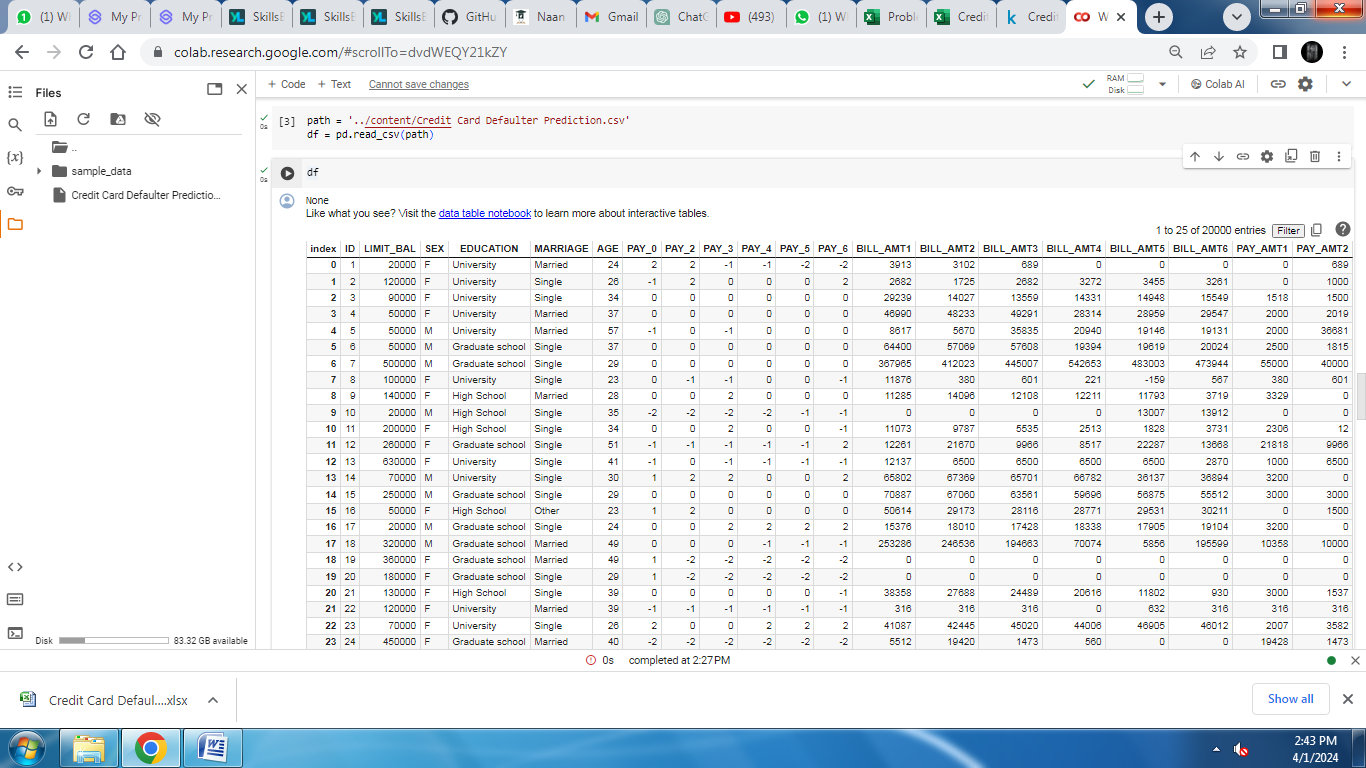 (1) W
My Pr
My Pr
SkillsE
SkillsE
SkillsE
GitHu
Naan
Gmail
ChatG
(493)
(1) W
Proble
Credit
Credi
W
colab.research.google.com/#scrollTo=dvdWEQY21kZY
+ Code + Text Cannot save changes
RAM
Disk
Colab AI
Files
..
sample_data
Credit Card Defaulter Predictio...
0s [3] path = '../content/Credit Card Defaulter Prediction.csv'
df = pd.read_csv(path)
0s df
None
Like what you see? Visit the data table notebook to learn more about interactive tables.
1 to 25 of 20000 entries Filter
index ID LIMIT_BAL SEX EDUCATION MARRIAGE AGE PAY_0 PAY_2 PAY_3 PAY_4 PAY_5 PAY_6 BILL_AMT1 BILL_AMT2 BILL_AMT3 BILL_AMT4 BILL_AMT5 BILL_AMT6 PAY_AMT1 PAY_AMT2
0 1 20000 F University Married 24 2 2 -1 -1 -2 -2 3913 3102 689 0 0 0 0 689
1 2 120000 F University Single 26 -1 2 0 0 0 2 2682 1725 2682 3272 3455 3261 0 1000
2 3 90000 F University Single 34 0 0 0 0 0 0 29239 14027 13559 14331 14948 15549 1518 1500
3 4 50000 F University Married 37 0 0 0 0 0 0 46990 48233 49291 28314 28959 29547 2000 2019
4 5 50000 M University Married 57 -1 0 -1 0 0 0 8617 5670 35835 20940 19146 19131 2000 36681
5 6 50000 M Graduate school Single 37 0 0 0 0 0 0 64400 57069 57608 19394 19619 20024 2500 1815
6 7 500000 M Graduate school Single 29 0 0 0 0 0 0 367965 412023 445007 542653 483003 473944 55000 40000
7 8 100000 F University Single 23 0 -1 -1 0 0 -1 11876 380 601 221 -159 567 380 601
8 9 140000 F High School Married 28 0 0 2 0 0 0 11285 14096 12108 12211 11793 3719 3329 0
9 10 20000 M High School Single 35 -2 -2 -2 -2 -1 -1 0 0 0 0 13007 13912 0 0
10 11 200000 F High School Single 34 0 0 2 0 0 -1 11073 9787 5535 2513 1828 3731 2306 12
11 12 260000 F Graduate school Single 51 -1 -1 -1 -1 -1 2 12261 21670 9966 8517 22287 13668 21818 9966
12 13 630000 F University Single 41 -1 0 -1 -1 -1 -1 12137 6500 6500 6500 6500 2870 1000 6500
13 14 70000 M University Single 30 1 2 2 0 0 2 65802 67369 65701 66782 36137 36894 3200 0
14 15 250000 M Graduate school Single 29 0 0 0 0 0 0 70887 67060 63561 59696 56875 55512 3000 3000
15 16 50000 F High School Other 23 1 2 0 0 0 0 50614 29173 28116 28771 29531 30211 0 1500
16 17 20000 M Graduate school Single 24 0 0 2 2 2 2 15376 18010 17428 18338 17905 19104 3200 0
17 18 320000 M Graduate school Married 49 0 0 0 -1 -1 -1 253286 246536 194663 70074 5856 195599 10358 10000
18 19 360000 F Graduate school Married 49 1 -2 -2 -2 -2 -2 0 0 0 0 0 0 0 0
19 20 180000 F Graduate school Single 29 1 -2 -2 -2 -2 -2 0 0 0 0 0 0 0 0
20 21 130000 F High School Single 39 0 0 0 0 0 -1 38358 27688 24489 20616 11802 930 3000 1537
21 22 120000 F University Married 39 -1 -1 -1 -1 -1 -1 316 316 316 0 632 316 316 316
22 23 70000 F University Single 26 2 0 0 2 2 2 41087 42445 45020 44006 46905 46012 2007 3582
23 24 450000 F Graduate school Married 40 -2 -2 -2 -2 -2 -2 5512 19420 1473 560 0 0 19428 1473
Disk 83.32 GB available
0s completed at 2:27 PM
Credit Card Defaul....xlsx
Show all
2:43 PM
4/1/2024